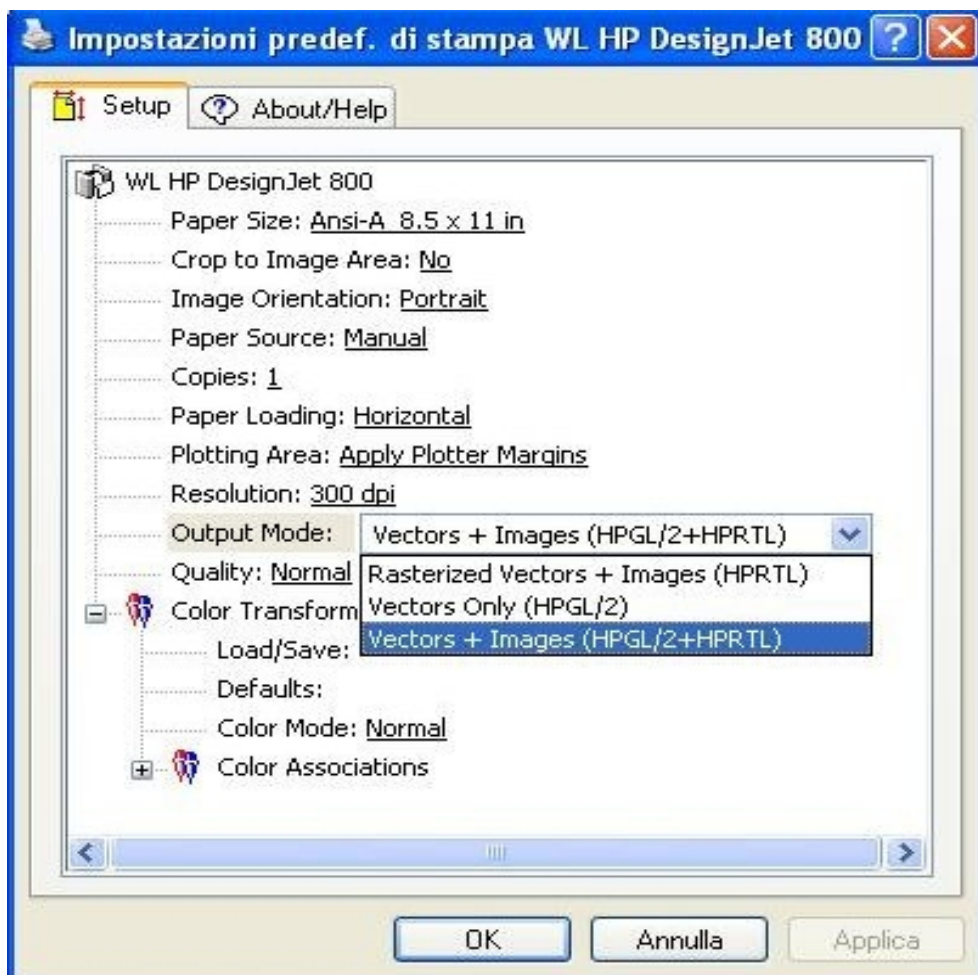 Impostazioni predef. di stampa WL HP DesignJet 800
Setup
About/Help
WL HP DesignJet 800
Paper Size: Ansi-A 8.5 x 11 in
Crop to Image Area: No
Image Orientation: Portrait
Paper Source: Manual
Copies: 1
Paper Loading: Horizontal
Plotting Area: Apply Plotter Margins
Resolution: 300 dpi
Output Mode: Vectors + Images (HPGL/2+HPRTL)
Rasterized Vectors + Images (HPRTL)
Vectors Only (HPGL/2)
Vectors + Images (HPGL/2+HPRTL)
Quality: Normal
Color Transform
Load/Save:
Defaults:
Color Mode: Normal
Color Associations
OK
Annulla
Applica